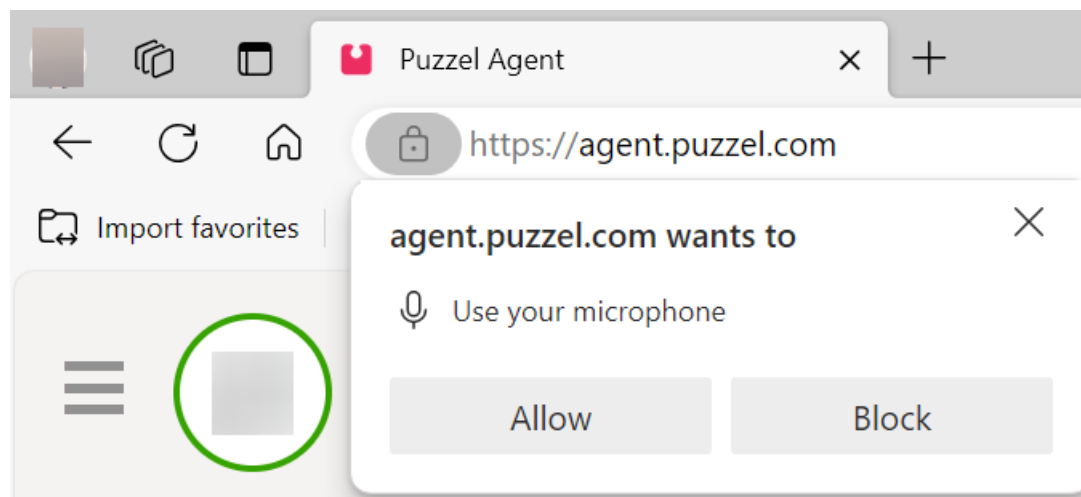 Puzzel Agent
https://agent.puzzel.com
Import favorites
agent.puzzel.com wants to
Use your microphone
Allow Block